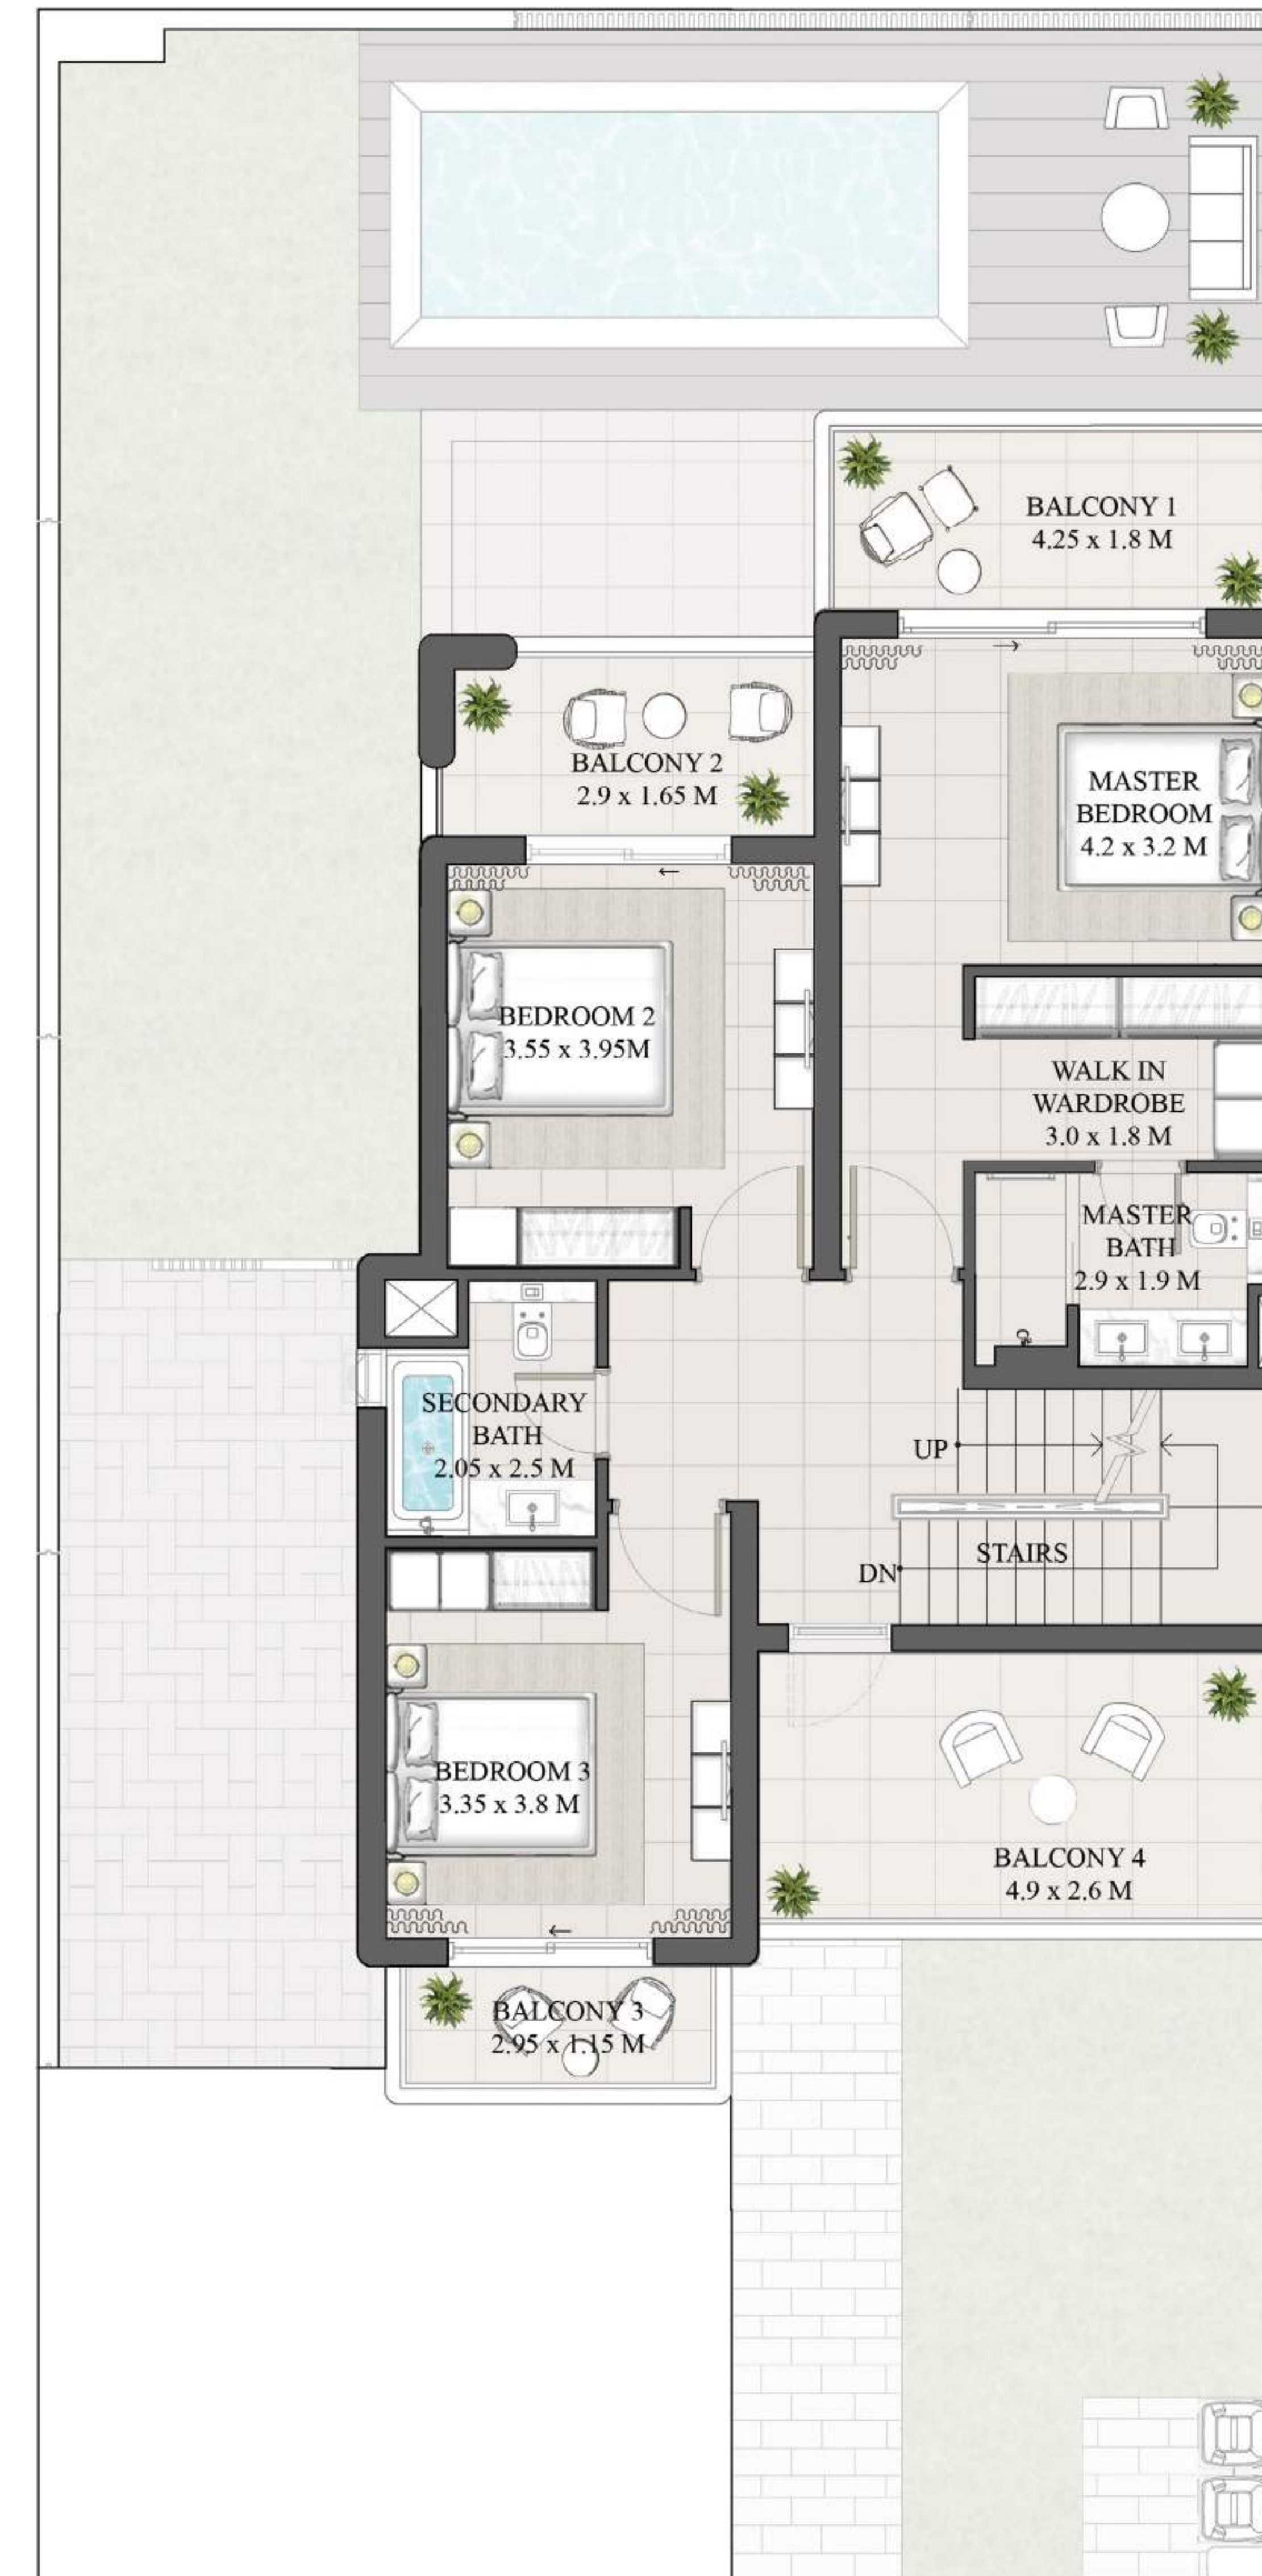 BALCONY 1
4.25 x 1.8 M
BALCONY 2
2.9 x 1.65 M
MASTER
BEDROOM
4.2 x 3.2 M
BEDROOM 2
3.55 x 3.95M
WALK IN
WARDROBE
3.0 x 1.8 M
MASTER
BATH
2.9 x 1.9 M
SECONDARY
BATH
2.05 x 2.5 M
UP
STAIRS
DN
BEDROOM 3
3.35 x 3.8 M
BALCONY 4
4.9 x 2.6 M
BALCONY 3
2.95 x 1.15 M